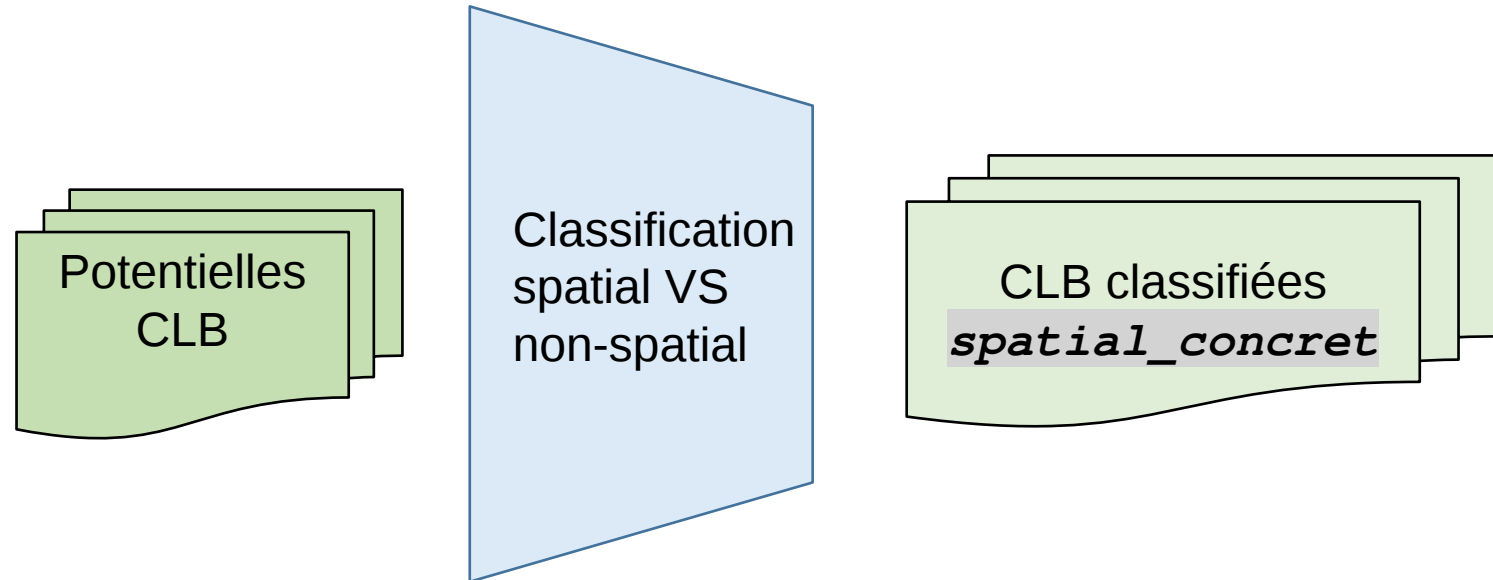 Potentielles
CLB
Classification
spatial VS
non-spatial
CLB classifiées
spatial_concret